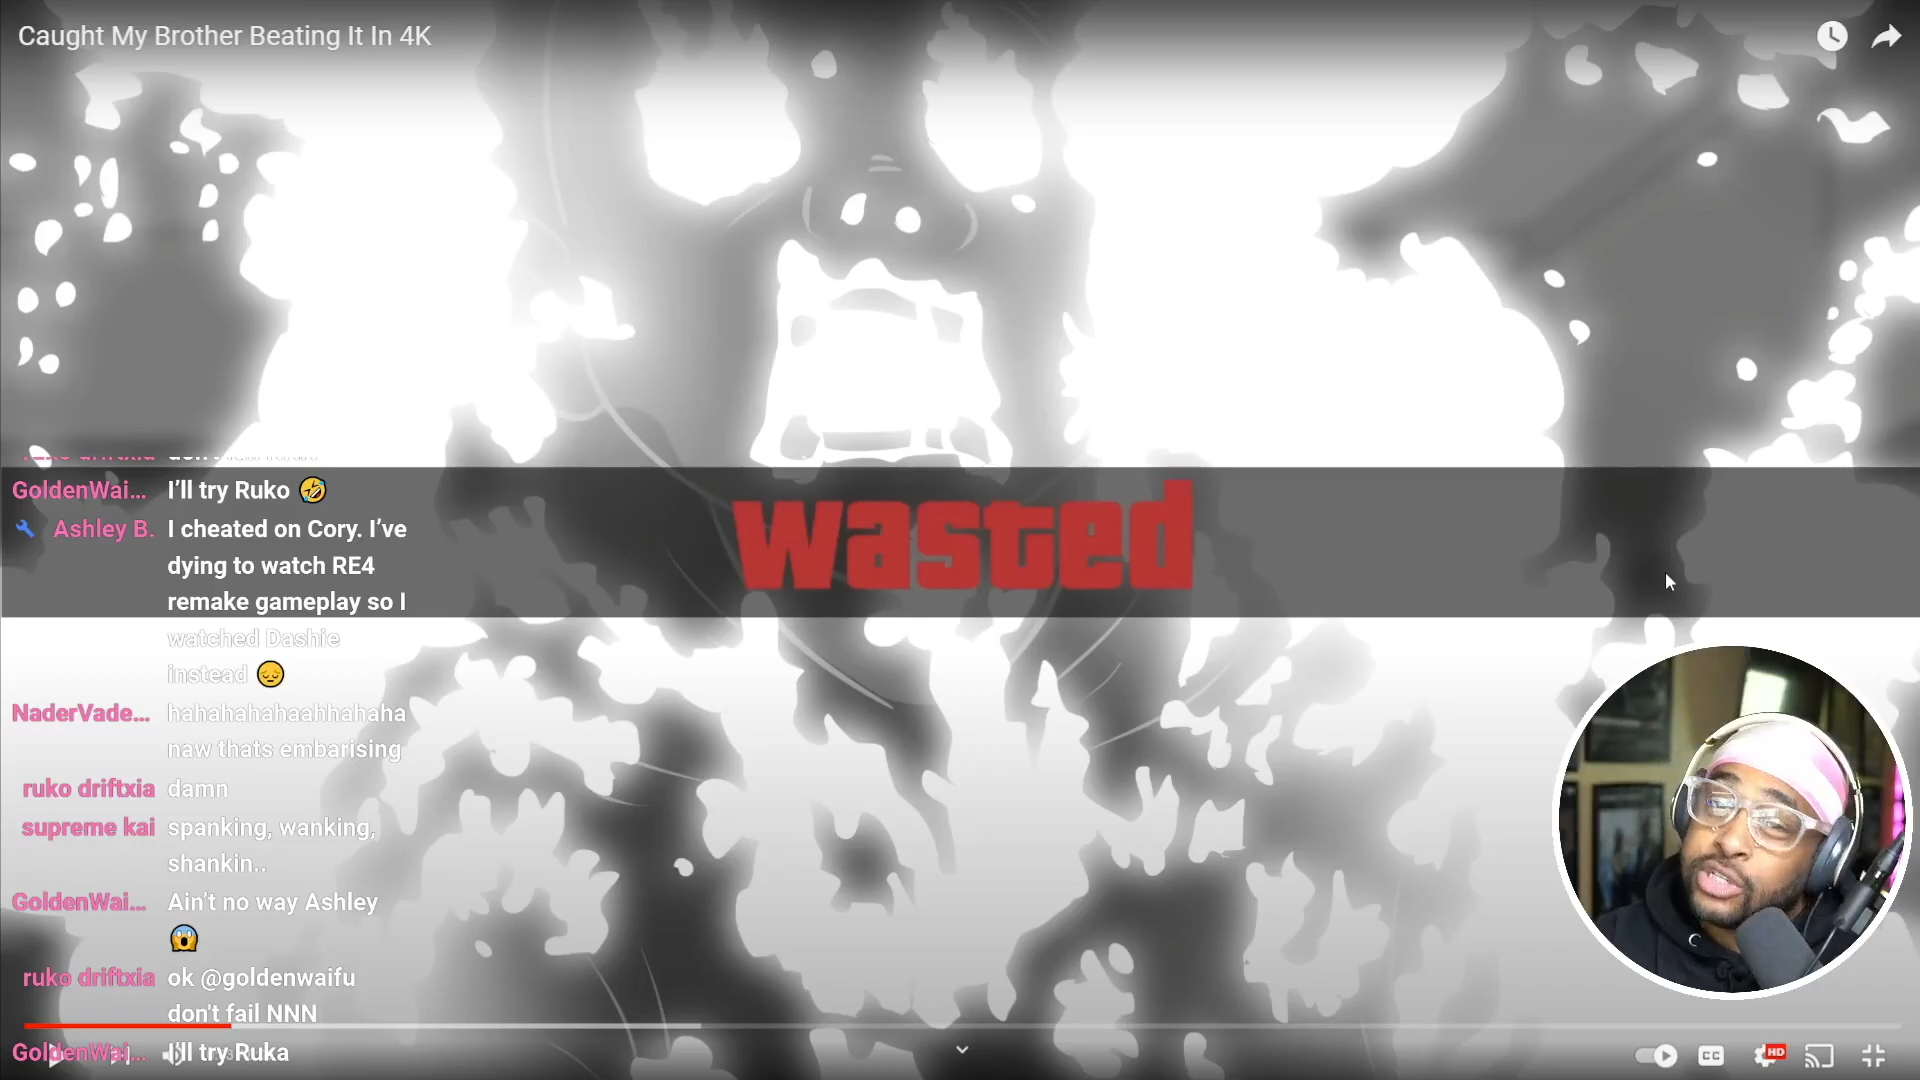 Caught My Brother Beating It In 4K
GoldenWai... I'll try Ruko 🤣
Ashley B. I cheated on Cory. I've
dying to watch RE4
remake gameplay so I
watched Dashie
instead 😔
wasted
NaderVade... hahahahahaahhahaha
naw thats embarising
ruko driftxia damn
supreme kai spanking, wanking,
shankin..
GoldenWai... Ain't no way Ashley
😱
ruko driftxia ok @goldenwaifu
don't fail NNN
GoldenWai... I'll try Ruka
CC
HD